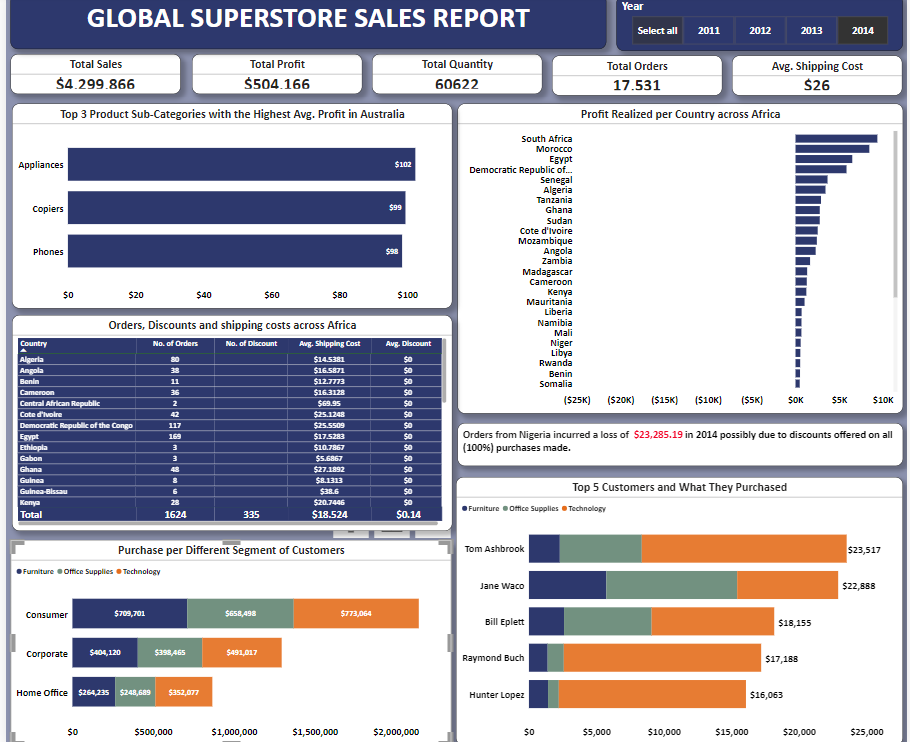 GLOBAL SUPERSTORE SALES REPORT
Year
Select all 2011 2012 2013 2014
Total Sales
$4,299,866
Total Profit
$504,166
Total Quantity
60622
Total Orders
17,531
Avg. Shipping Cost
$26
Top 3 Product Sub-Categories with the Highest Avg. Profit in Australia
Appliances $102
Copiers $99
Phones $98
$0 $20 $40 $60 $80 $100
Profit Realized per Country across Africa
South Africa
Morocco
Egypt
Democratic Republic of...
Senegal
Algeria
Tanzania
Ghana
Sudan
Cote d'Ivoire
Mozambique
Angola
Zambia
Madagascar
Cameroon
Kenya
Mauritania
Liberia
Namibia
Mali
Niger
Libya
Rwanda
Benin
Somalia
($25K) ($20K) ($15K) ($10K) ($5K) $0K $5K $10K
Orders, Discounts and shipping costs across Africa
Country No. of Orders No. of Discount Avg. Shipping Cost Avg. Discount
Algeria 80 $14.5381 $0
Angola 38 $16.5871 $0
Benin 11 $12.7773 $0
Cameroon 36 $16.3128 $0
Central African Republic 2 $69.95 $0
Cote d'Ivoire 42 $25.1248 $0
Democratic Republic of the Congo 117 $25.5509 $0
Egypt 169 $17.5283 $0
Ethiopia 3 $10.7867 $0
Gabon 3 $5.6867 $0
Ghana 48 $27.1892 $0
Guinea 8 $8.1313 $0
Guinea-Bissau 6 $38.6 $0
Kenya 28 $20.7446 $0
Total 1624 335 $18.524 $0.14
Orders from Nigeria incurred a loss of $23,285.19 in 2014 possibly due to discounts offered on all
(100%) purchases made.
Purchase per Different Segment of Customers
Furniture Office Supplies Technology
Consumer $709,701 $658,498 $773,064
Corporate $404,120 $398,465 $491,017
Home Office $264,235 $248,689 $352,077
$0 $500,000 $1,000,000 $1,500,000 $2,000,000
Top 5 Customers and What They Purchased
Furniture Office Supplies Technology
Tom Ashbrook $23,517
Jane Waco $22,888
Bill Eplett $18,155
Raymond Buch $17,188
Hunter Lopez $16,063
$0 $5,000 $10,000 $15,000 $20,000 $25,000